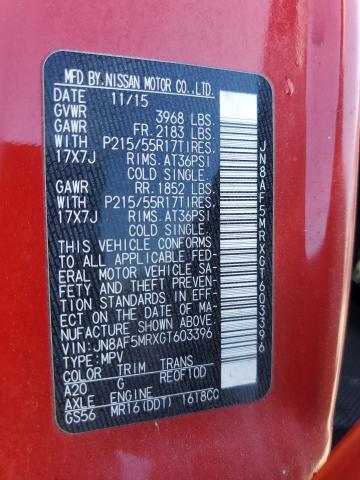 MFD BY. NISSAN MOTOR CO., LTD.
DATE 11/15
GVWR 3968 LBS.
GAWR FR. 2183 LBS.
WITH P215/55R17TIRES,
17X7J RIMS, AT36PSI
COLD SINGLE.
GAWR RR. 1852 LBS.
WITH P215/55R17TIRES,
17X7J RIMS, AT36PSI
COLD SINGLE.
THIS VEHICLE CONFORMS
TO ALL APPLICABLE FED-
ERAL MOTOR VEHICLE SA-
FETY AND THEFT PREVENTION
STANDARDS IN EFF-
ECT ON THE DATE OF MA-
NUFACTURE SHOWN ABOVE.
VIN: JN8AF5MRXGT603396
TYPE: MPV
COLOR TRIM TRANS
A20 G RE0F10D
AXLE ENGINE
GS56 MR16(DDT) 1618CC
JN8AF5MRXGT603396